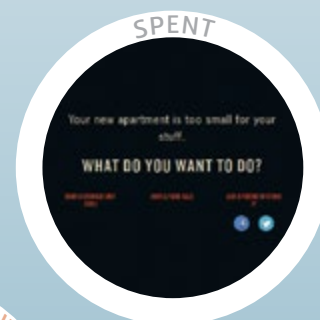 SPENT
Your new apartment is too small for your
stuff.
WHAT DO YOU WANT TO DO?